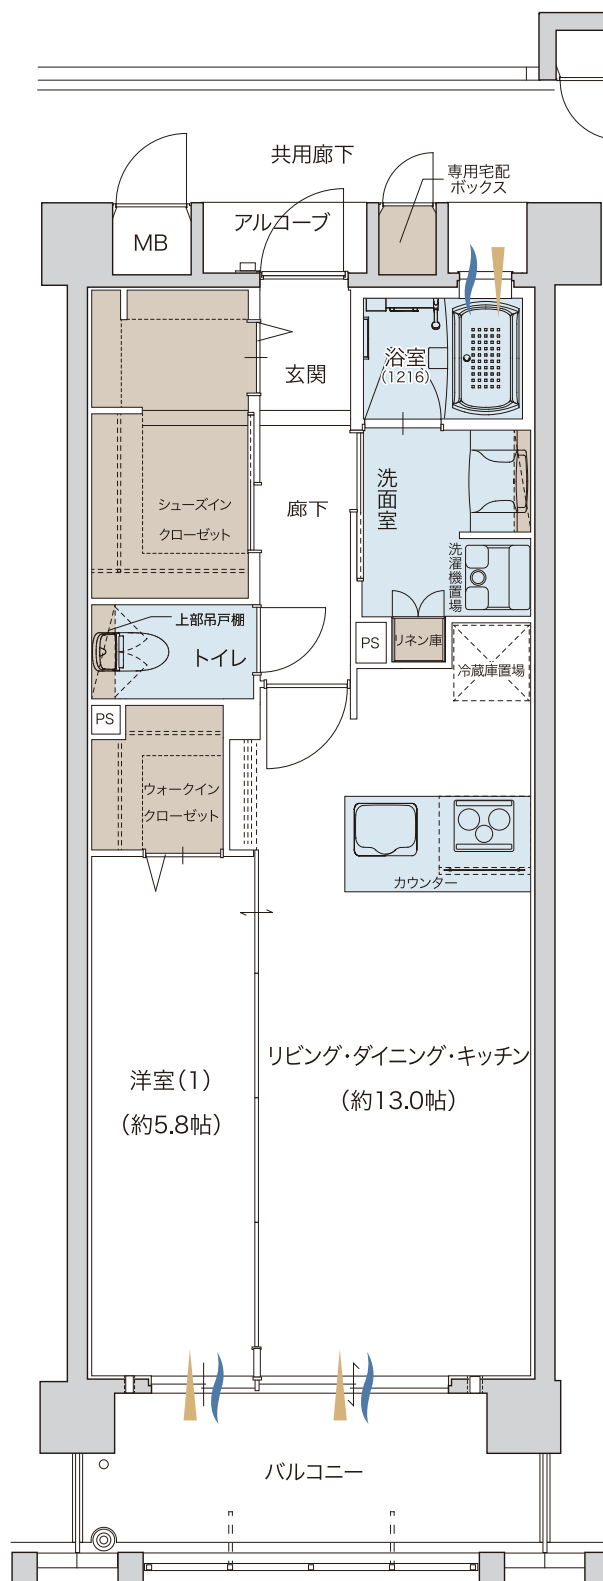 共用廊下
専用宅配
ボックス
アルコーブ
MB
浴室
(1216)
玄関
シューズイン
クローゼット
廊下
洗面室
洗濯機置場
上部吊戸棚
トイレ
PS
リネン庫
冷蔵庫置場
PS
ウォークイン
クローゼット
カウンター
リビング・ダイニング・キッチン
(約13.0帖)
洋室(1)
(約5.8帖)
バルコニー